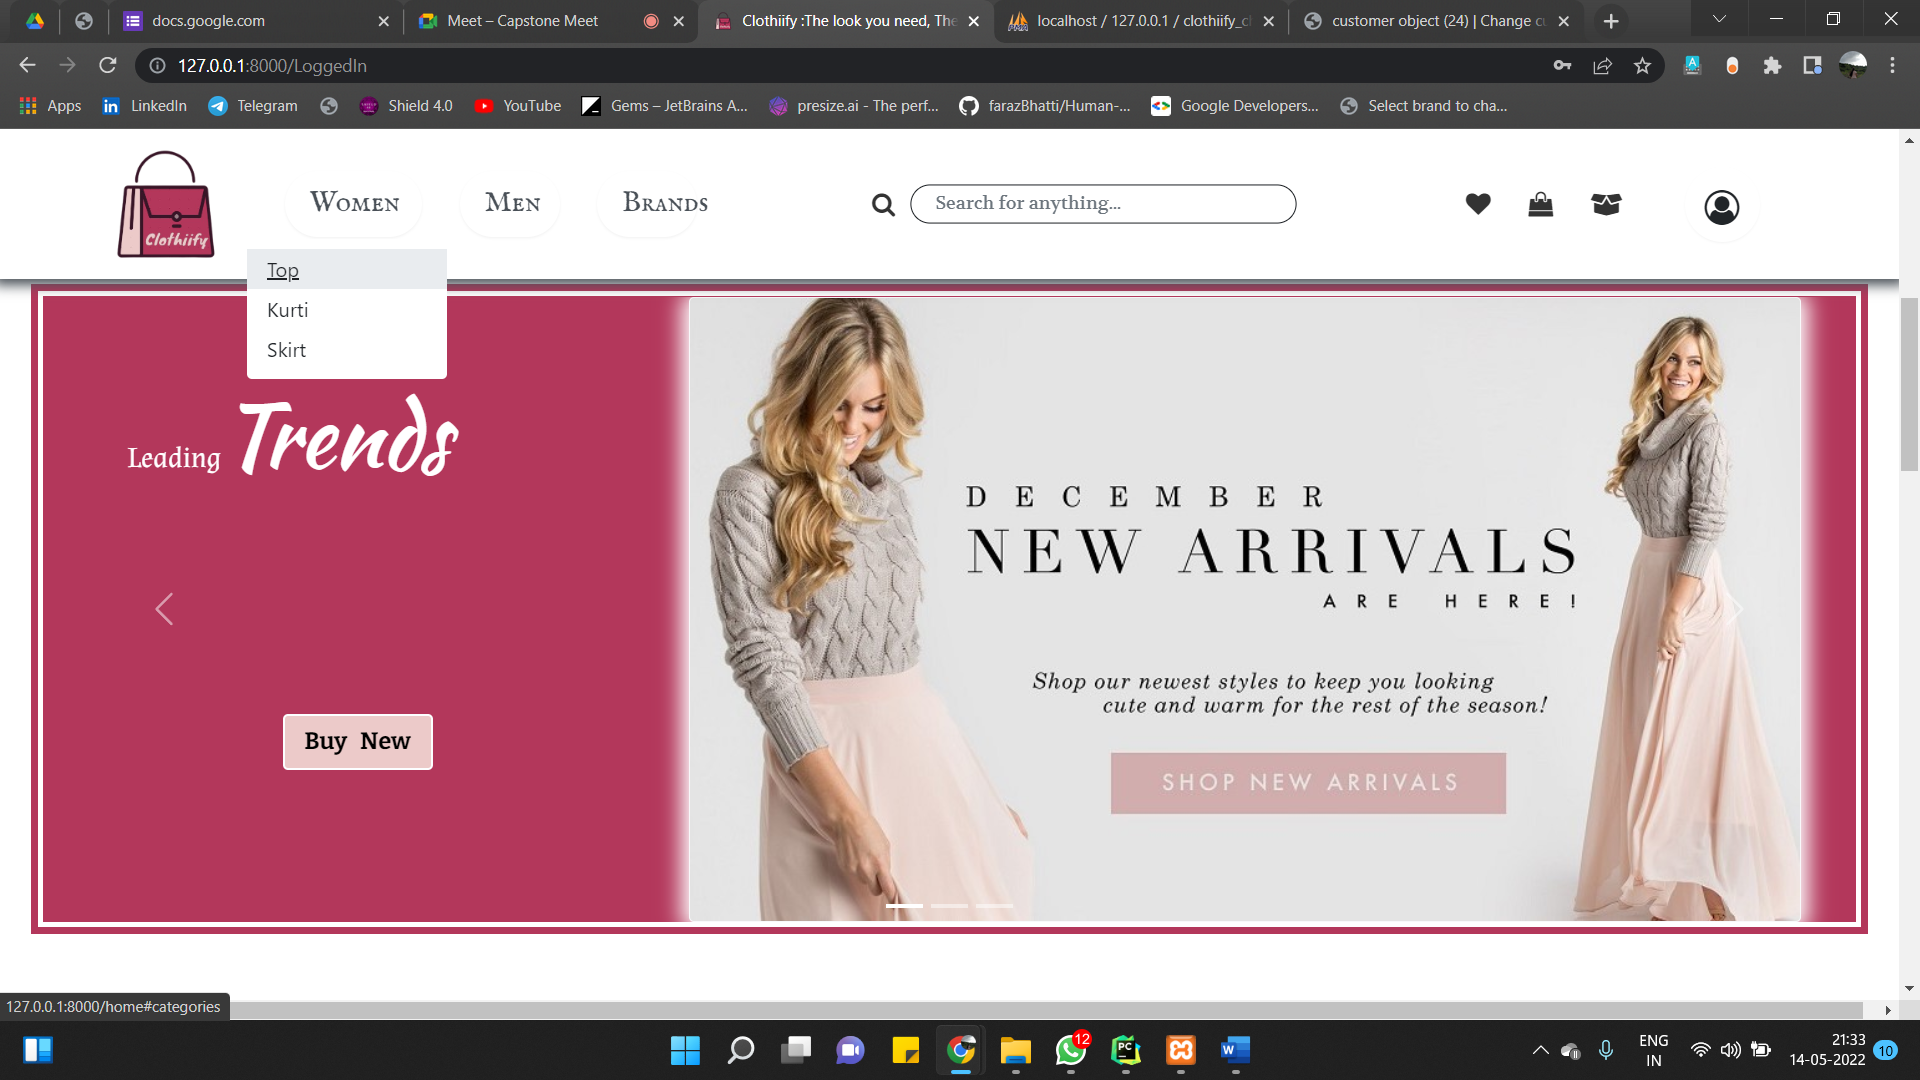 docs.google.com
Meet – Capstone Meet
Clothiify :The look you need, The
localhost / 127.0.0.1 / clothiify_cl
customer object (24) | Change cu
127.0.0.1:8000/LoggedIn
Apps
LinkedIn
Telegram
Shield 4.0
YouTube
Gems – JetBrains A...
presize.ai - The perf...
farazBhatti/Human-...
Google Developers...
Select brand to cha...
Clothiify
Women
Men
Brands
Search for anything...
Top
Kurti
Skirt
Leading Trends
Buy New
DECEMBER
NEW ARRIVALS
ARE HERE!
Shop our newest styles to keep you looking
cute and warm for the rest of the season!
SHOP NEW ARRIVALS
127.0.0.1:8000/home#categories
12
PC
W
ENG
IN
21:33
14-05-2022
10